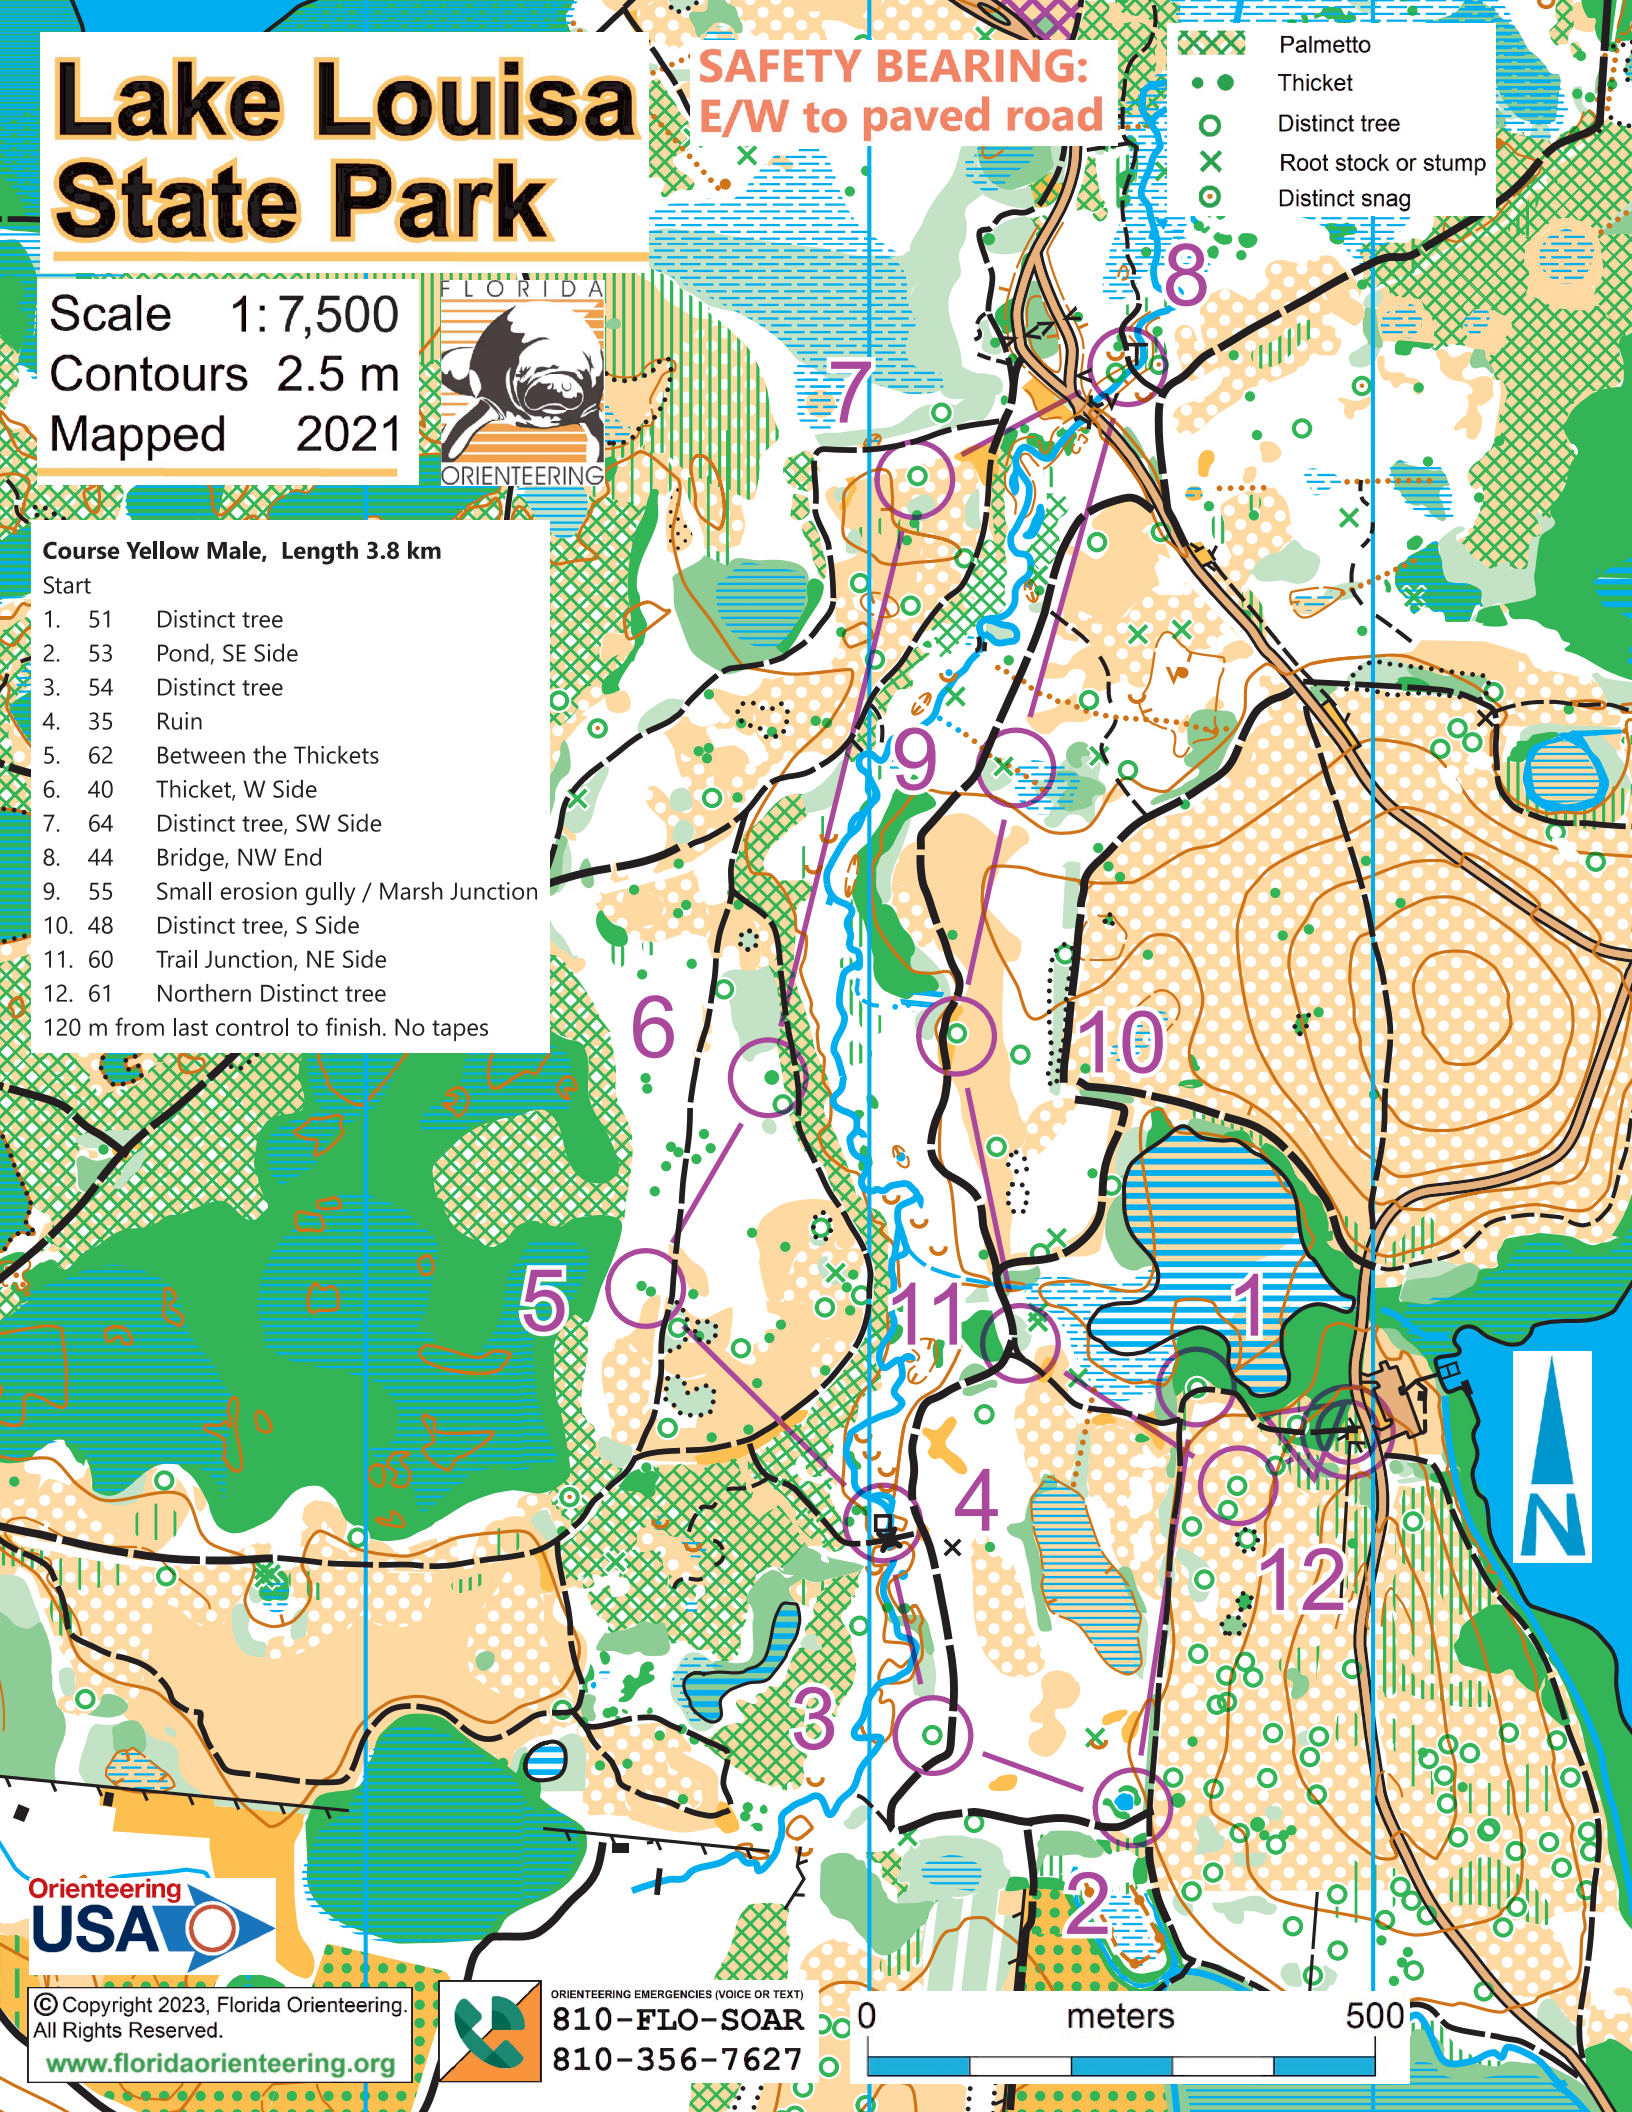 Lake Louisa
State Park
SAFETY BEARING:
E/W to paved road
Palmetto
Thicket
Distinct tree
Root stock or stump
Distinct snag
Scale 1: 7,500
Contours 2.5 m
Mapped 2021
FLORIDA
ORIENTEERING
Course Yellow Male, Length 3.8 km
Start
1. 51 Distinct tree
2. 53 Pond, SE Side
3. 54 Distinct tree
4. 35 Ruin
5. 62 Between the Thickets
6. 40 Thicket, W Side
7. 64 Distinct tree, SW Side
8. 44 Bridge, NW End
9. 55 Small erosion gully / Marsh Junction
10. 48 Distinct tree, S Side
11. 60 Trail Junction, NE Side
12. 61 Northern Distinct tree
120 m from last control to finish. No tapes
8
7
9
6
10
5
11
1
4
12
3
2
N
Orienteering
USA
© Copyright 2023, Florida Orienteering.
All Rights Reserved.
www.floridaorienteering.org
ORIENTEERING EMERGENCIES (VOICE OR TEXT)
810-FLO-SOAR
810-356-7627
0 meters 500